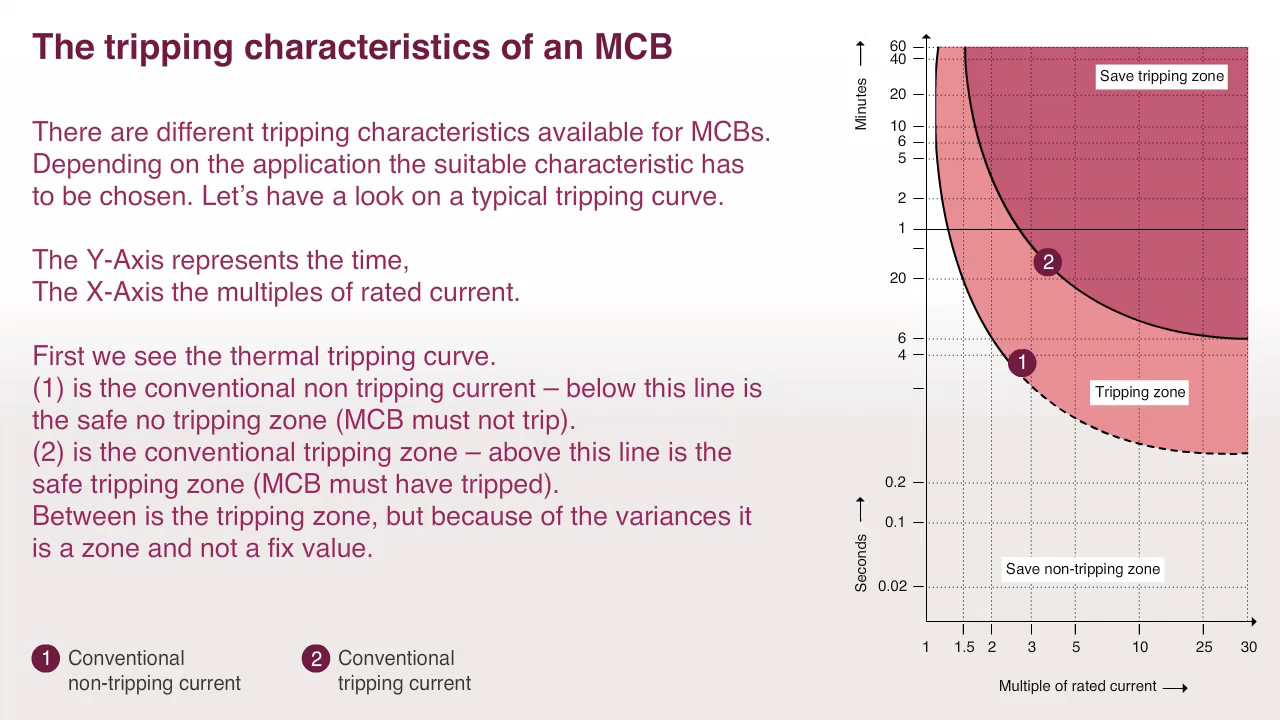 The tripping characteristics of an MCB
There are different tripping characteristics available for MCBs.
Depending on the application the suitable characteristic has
to be chosen. Let’s have a look on a typical tripping curve.
The Y-Axis represents the time,
The X-Axis the multiples of rated current.
First we see the thermal tripping curve.
(1) is the conventional non tripping current – below this line is
the safe no tripping zone (MCB must not trip).
(2) is the conventional tripping zone – above this line is the
safe tripping zone (MCB must have tripped).
Between is the tripping zone, but because of the variances it
is a zone and not a fix value.
1 Conventional
non-tripping current
2 Conventional
tripping current
Minutes
60
40
20
10
6
5
2
1
20
6
4
0.2
0.1
0.02
Seconds
Save tripping zone
2
1
Tripping zone
Save non-tripping zone
1 1.5 2 3 5 10 25 30
Multiple of rated current